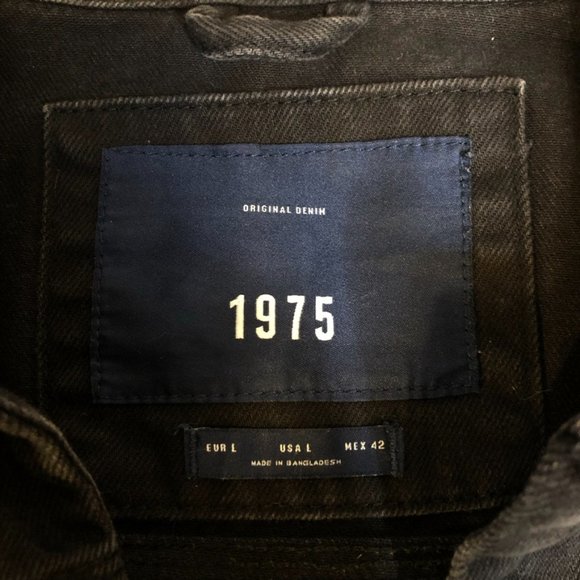 ORIGINAL DENIM
1975
EUR L USA L MEX 42
MADE IN BANGLADESH